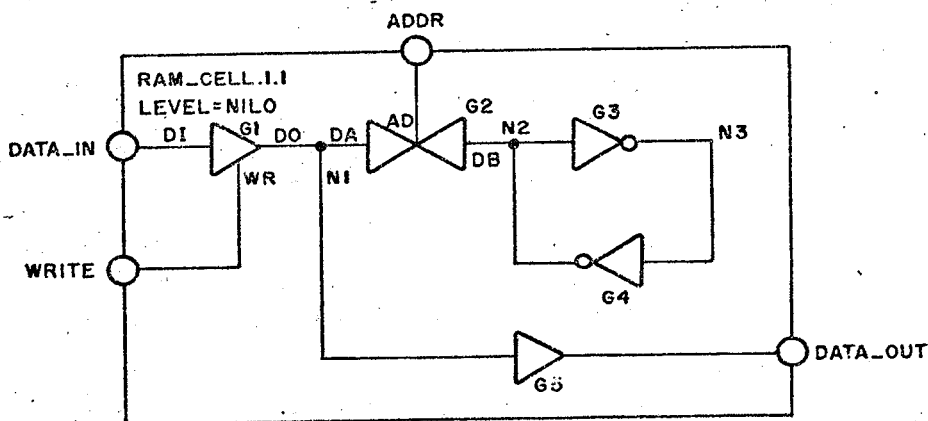 ADDR
RAM_CELL.1.1
LEVEL=NILO
DATA_IN
DI
G1
DO
DA
AD
G2
N2
G3
N3
DB
WR
N1
WRITE
G4
G5
DATA_OUT